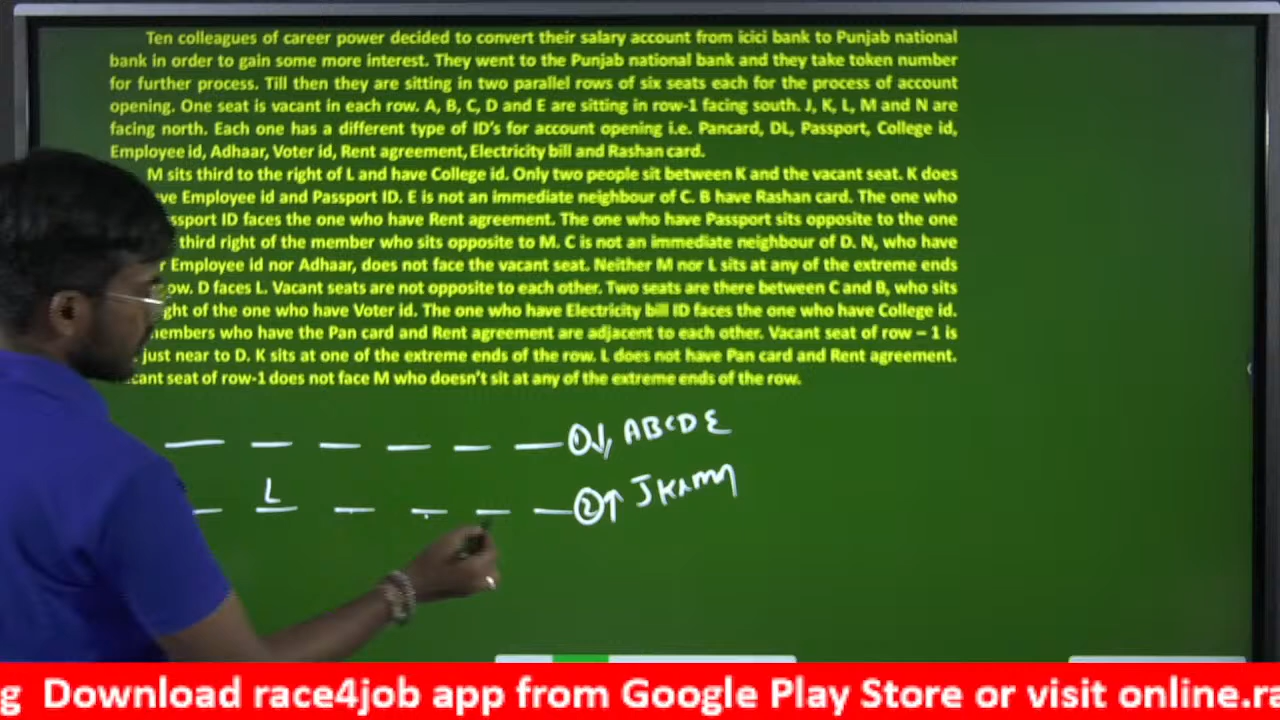 Ten colleagues of career power decided to convert their salary account from icici bank to Punjab national
bank in order to gain some more interest. They went to the Punjab national bank and they take token number
for further process. Till then they are sitting in two parallel rows of six seats each for the process of account
opening. One seat is vacant in each row. A, B, C, D and E are sitting in row-1 facing south. J, K, L, M and N are
facing north. Each one has a different type of ID's for account opening i.e. Pancard, DL, Passport, College id,
Employee id, Adhaar, Voter id, Rent agreement, Electricity bill and Rashan card.
M sits third to the right of L and have College id. Only two people sit between K and the vacant seat. K does
Employee id and Passport ID. E is not an immediate neighbour of C. B have Rashan card. The one who
ID faces the one who have Rent agreement. The one who have Passport sits opposite to the one
third right of the member who sits opposite to M. C is not an immediate neighbour of D. N, who have
Employee id nor Adhaar, does not face the vacant seat. Neither M nor L sits at any of the extreme ends
D faces L. Vacant seats are not opposite to each other. Two seats are there between C and B, who sits
of the one who have Voter id. The one who have Electricity bill ID faces the one who have College id.
who have the Pan card and Rent agreement are adjacent to each other. Vacant seat of row – 1 is
just near to D. K sits at one of the extreme ends of the row. L does not have Pan card and Rent agreement.
seat of row-1 does not face M who doesn't sit at any of the extreme ends of the row.
① ↓ A B C D E
L ② ↑ J K L M N
Download race4job app from Google Play Store or visit